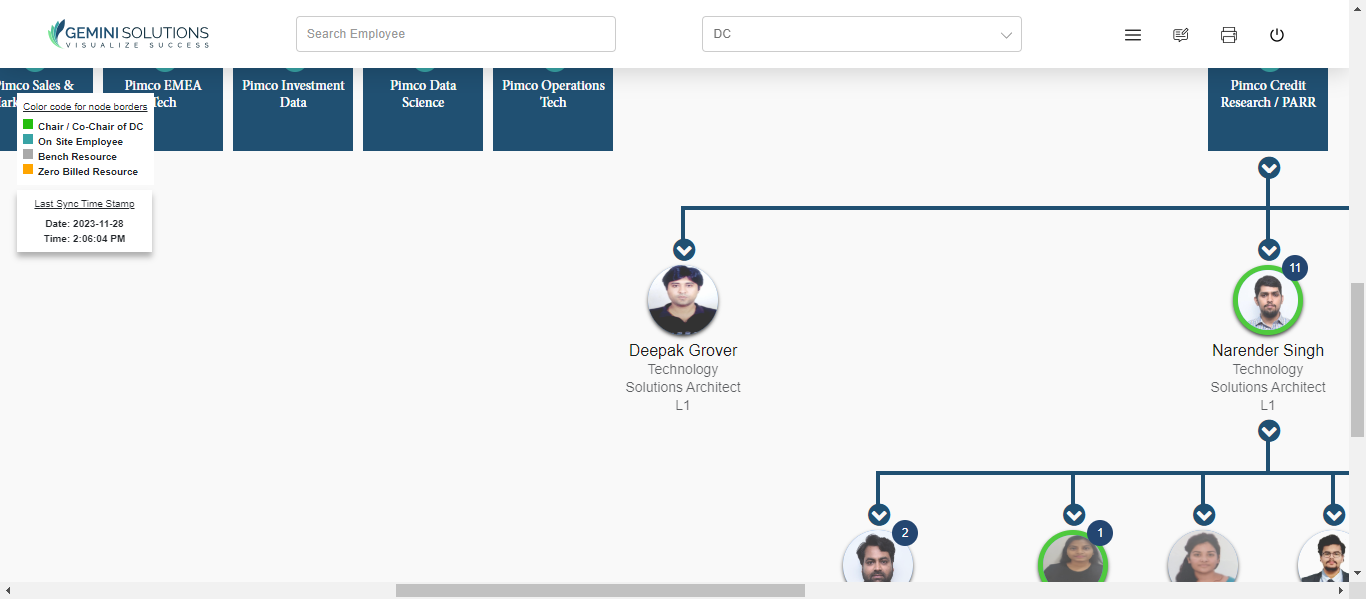 GEMINI SOLUTIONS
VISUALIZE SUCCESS
Search Employee
DC
Pimco Sales &
Pimco EMEA
Tech
Pimco Investment
Data
Pimco Data
Science
Pimco Operations
Tech
Pimco Credit
Research / PARR
Color code for node borders
Chair / Co-Chair of DC
On Site Employee
Bench Resource
Zero Billed Resource
Last Sync Time Stamp
Date: 2023-11-28
Time: 2:06:04 PM
11
Deepak Grover
Technology
Solutions Architect
L1
Narender Singh
Technology
Solutions Architect
L1
2
1